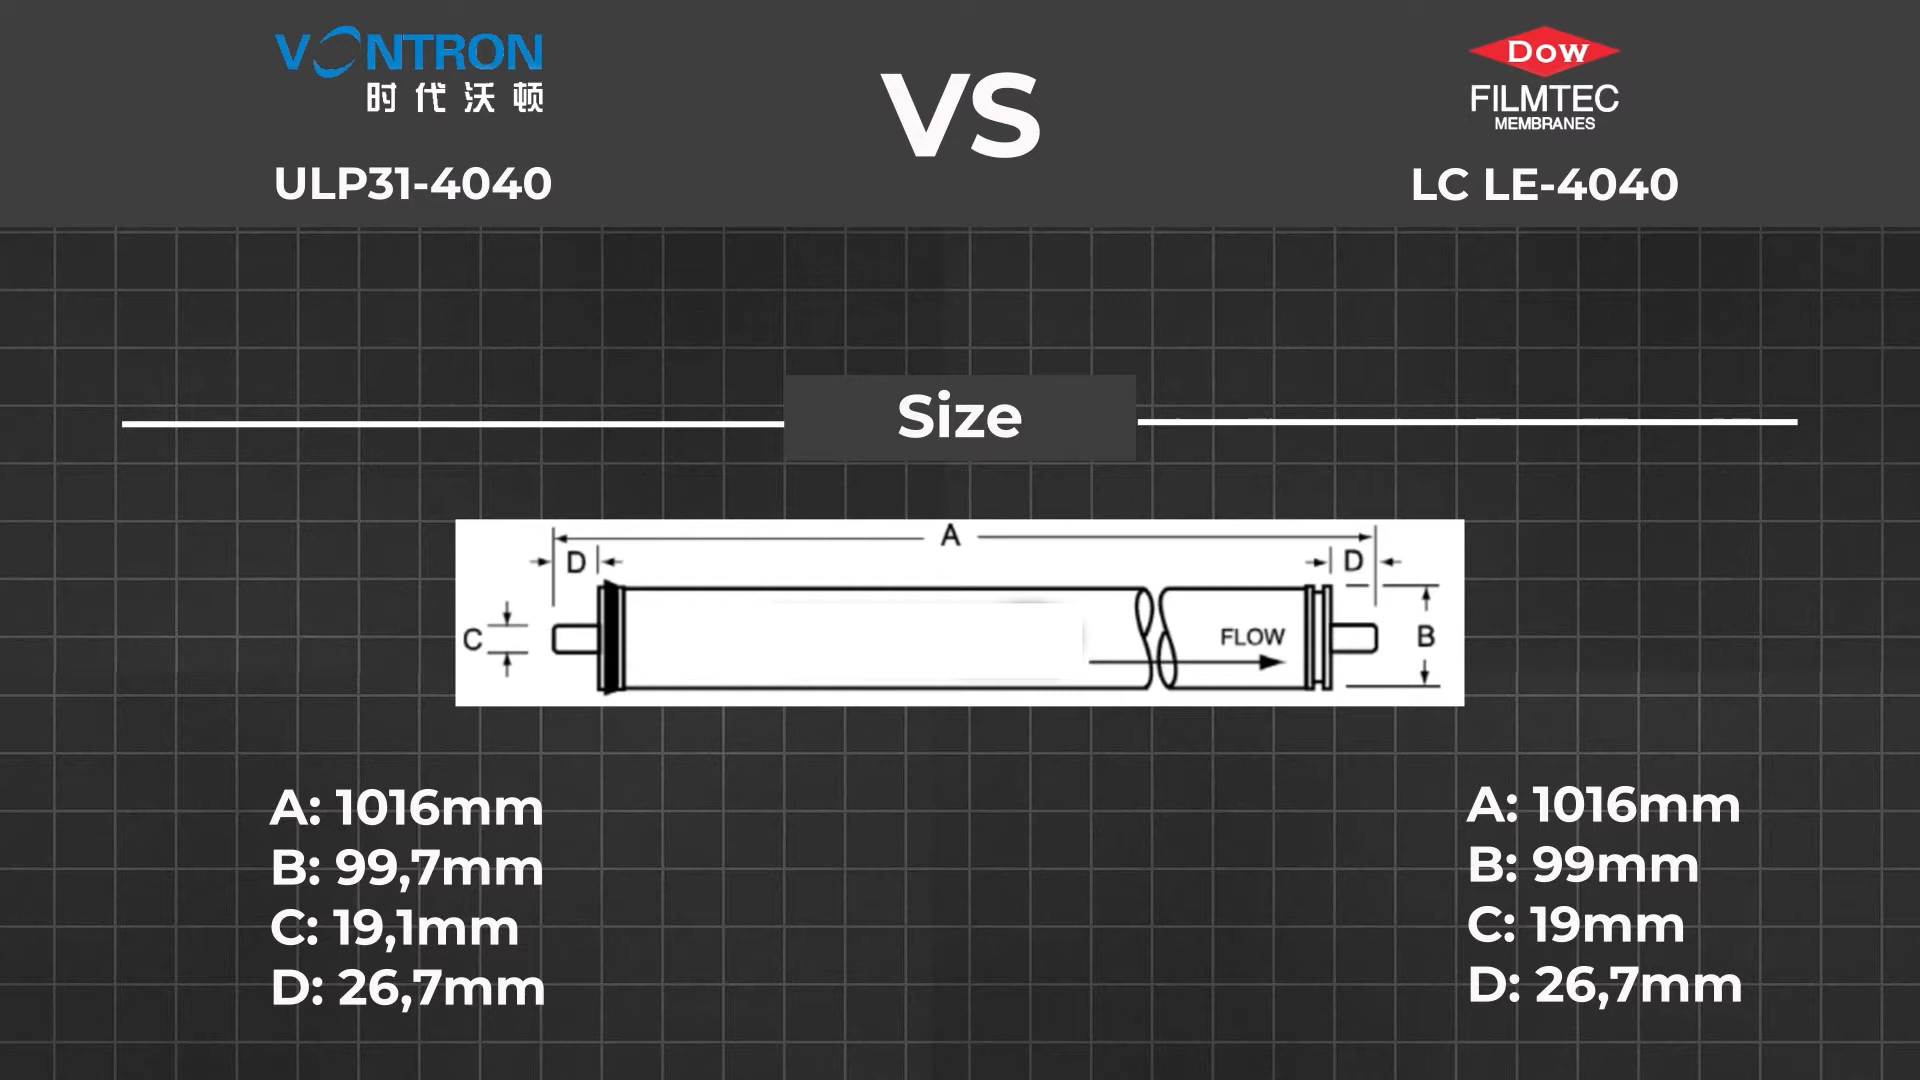 VONTRON
时代沃顿
ULP31-4040
VS
DOW
FILMTEC
MEMBRANES
LC LE-4040
Size
A
D
D
C
FLOW
B
A: 1016mm
B: 99,7mm
C: 19,1mm
D: 26,7mm
A: 1016mm
B: 99mm
C: 19mm
D: 26,7mm